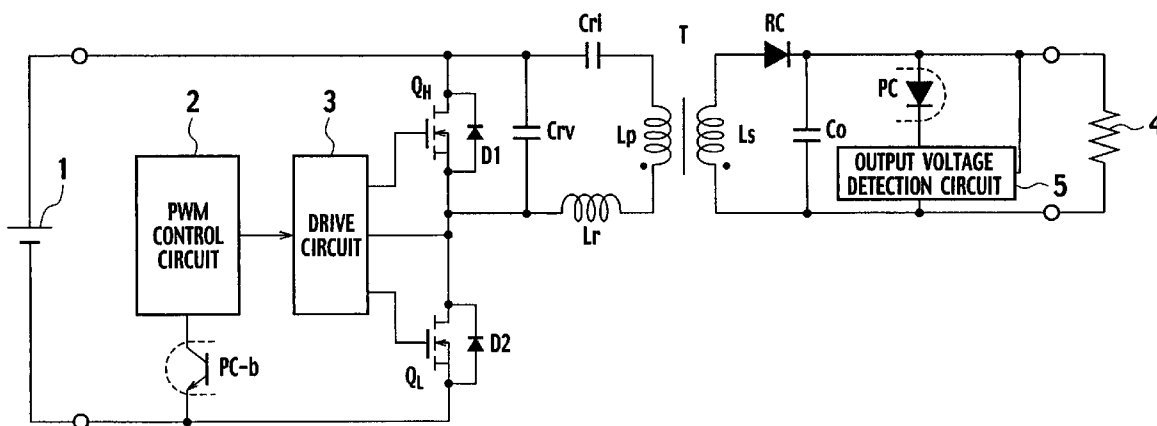 Cri
T
RC
1
2
3
Q_H
D1
Crv
Lp
Ls
Co
PC
4
PWM
CONTROL
CIRCUIT
DRIVE
CIRCUIT
Lr
OUTPUT VOLTAGE
DETECTION CIRCUIT
5
PC-b
Q_L
D2